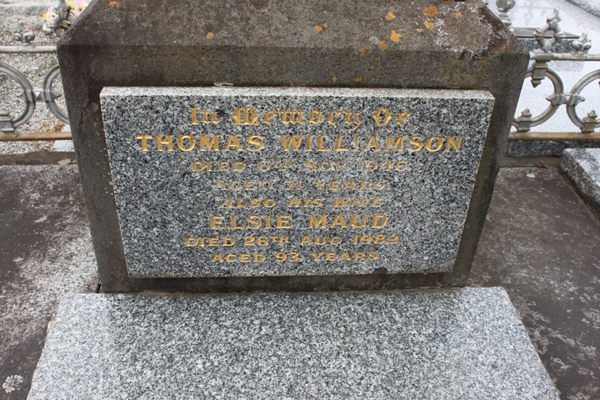 In Memory Of
THOMAS WILLIAMSON
DIED NOV.
AGED 71 YEARS
ALSO HIS WIFE
ELSIE MAUD
DIED 26TH AUG. 1982
AGED 93 YEARS